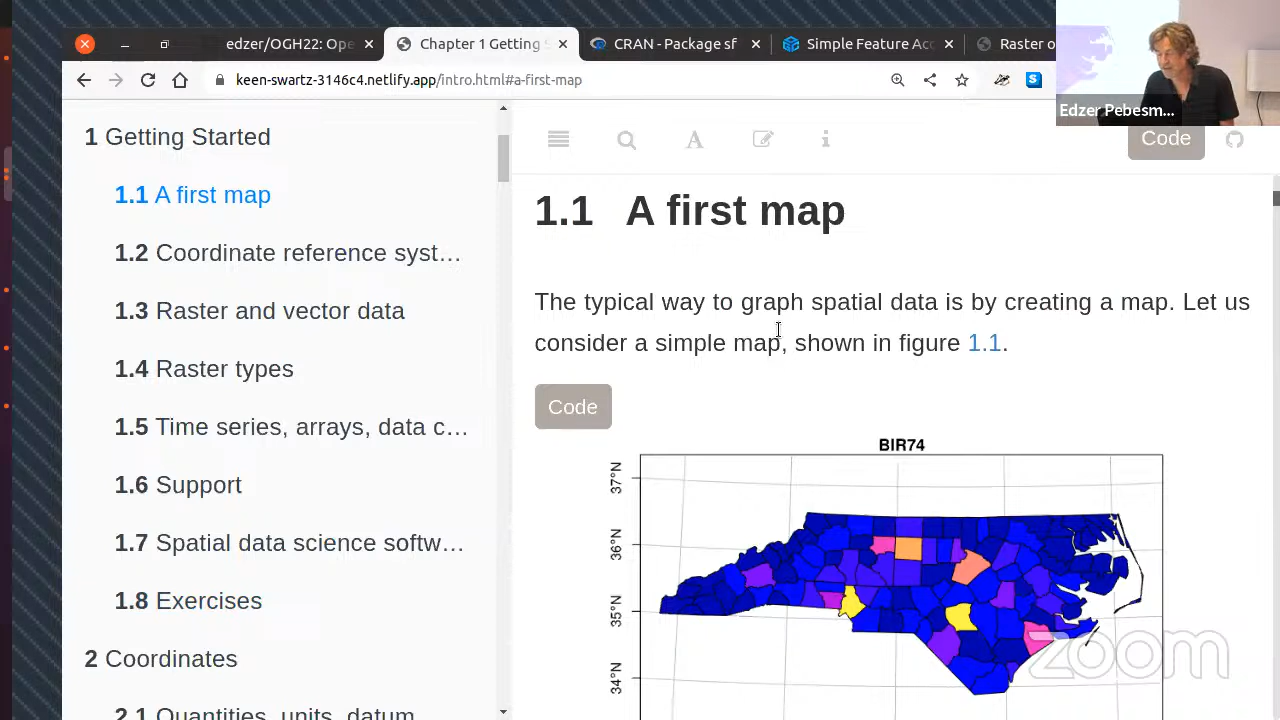 edzer/OGH22: Ope
Chapter 1 Getting S
CRAN - Package sf
Simple Feature Acc
Raster o
keen-swartz-3146c4.netlify.app/intro.html#a-first-map
S
Edzer Pebesm...
1 Getting Started
1.1 A first map
1.2 Coordinate reference syst…
1.3 Raster and vector data
1.4 Raster types
1.5 Time series, arrays, data c…
1.6 Support
1.7 Spatial data science softw…
1.8 Exercises
2 Coordinates
2.1 Quantities, units, datum
A
i
Code
1.1 A first map
The typical way to graph spatial data is by creating a map. Let us
consider a simple map, shown in figure 1.1.
Code
BIR74
37°N
36°N
35°N
34°N
zoom